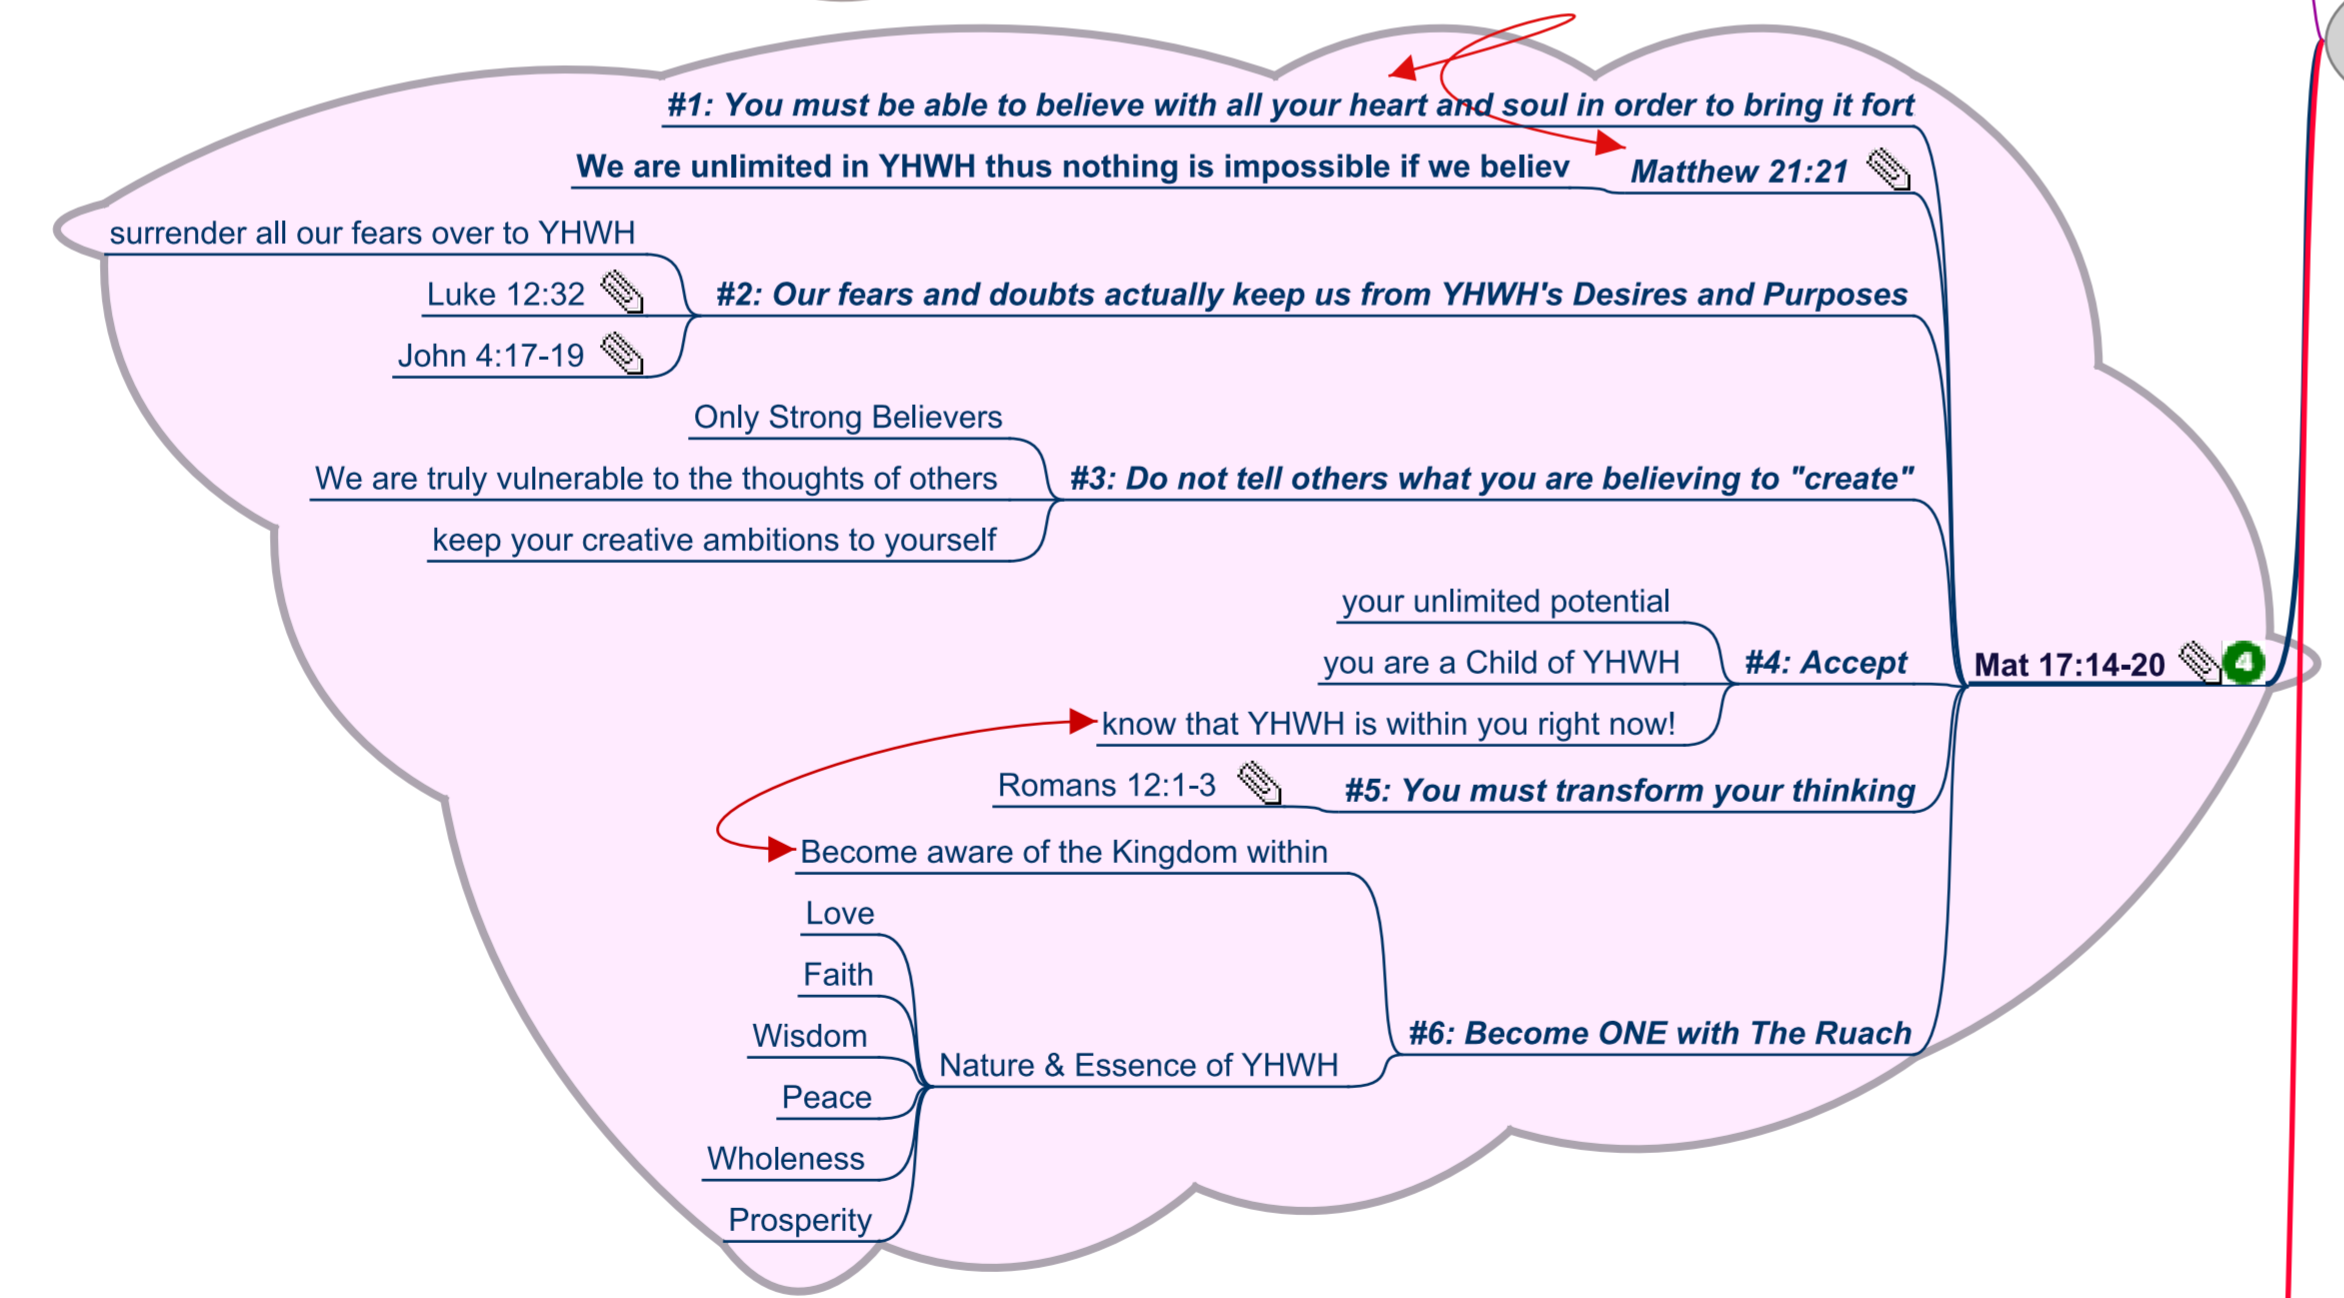 #1: You must be able to believe with all your heart and soul in order to bring it fort
We are unlimited in YHWH thus nothing is impossible if we believ
Matthew 21:21
surrender all our fears over to YHWH
Luke 12:32
#2: Our fears and doubts actually keep us from YHWH's Desires and Purposes
John 4:17-19
Only Strong Believers
We are truly vulnerable to the thoughts of others
#3: Do not tell others what you are believing to "create"
keep your creative ambitions to yourself
your unlimited potential
you are a Child of YHWH
#4: Accept
Mat 17:14-20
4
know that YHWH is within you right now!
Romans 12:1-3
#5: You must transform your thinking
Become aware of the Kingdom within
Love
Faith
Wisdom
#6: Become ONE with The Ruach
Nature & Essence of YHWH
Peace
Wholeness
Prosperity